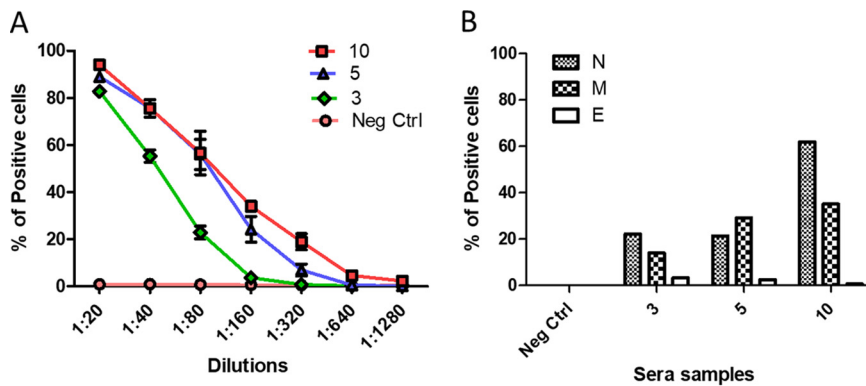 A
% of Positive cells
100
80
60
40
20
0
10
5
3
Neg Ctrl
1:20
1:40
1:80
1:160
1:320
1:640
1:1280
Dilutions
B
% of Positive cells
100
80
60
40
20
0
N
M
E
Neg Ctrl
3
5
10
Sera samples